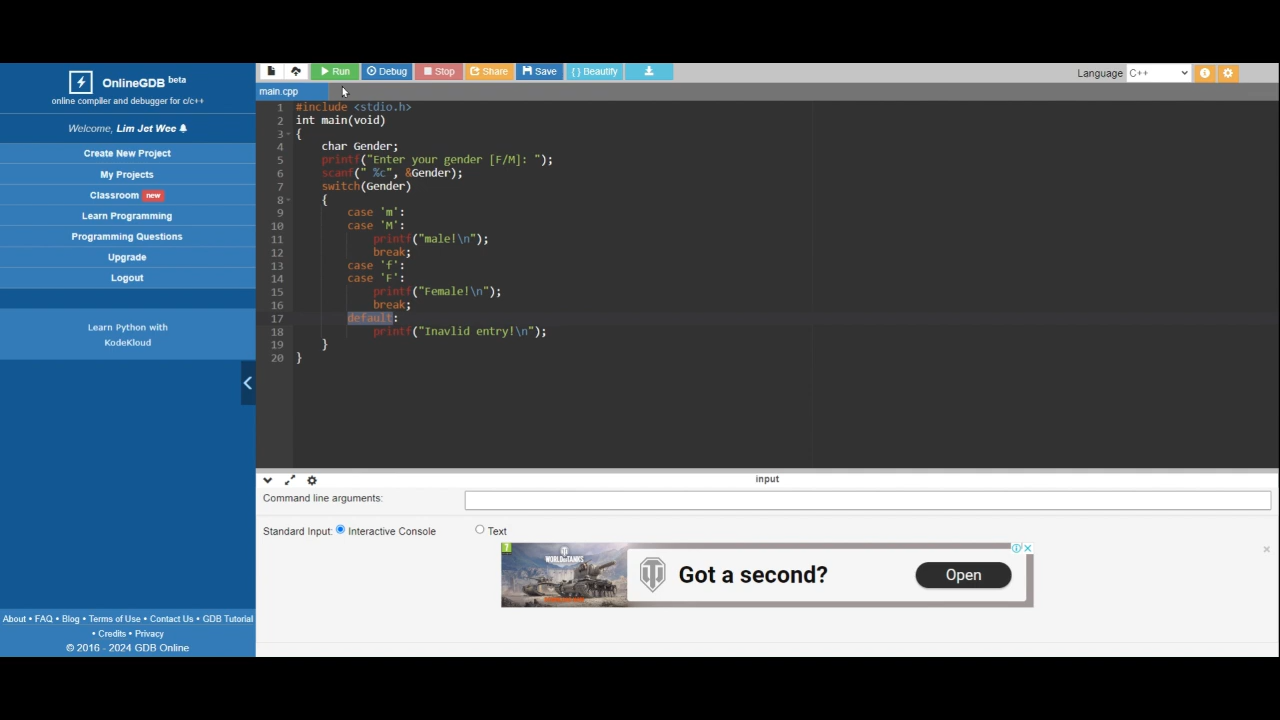 OnlineGDB beta
online compiler and debugger for c/c++
Welcome, Lim Jet Wee
Create New Project
My Projects
Classroom new
Learn Programming
Programming Questions
Upgrade
Logout
Learn Python with
KodeKloud
About • FAQ • Blog • Terms of Use • Contact Us • GDB Tutorial
• Credits • Privacy
© 2016 - 2024 GDB Online
Run Debug Stop Share Save { } Beautify
Language C++
main.cpp
1 #include <stdio.h>
2 int main(void)
3 {
4 char Gender;
5 printf("Enter your gender [F/M]: ");
6 scanf(" %c", &Gender);
7 switch(Gender)
8 {
9 case 'm':
10 case 'M':
11 printf("male!\n");
12 break;
13 case 'f':
14 case 'F':
15 printf("Female!\n");
16 break;
17 default:
18 printf("Inavlid entry!\n");
19 }
20 }
input
Command line arguments:
Standard Input: Interactive Console Text
7
WORLD OF TANKS
Got a second?
Open